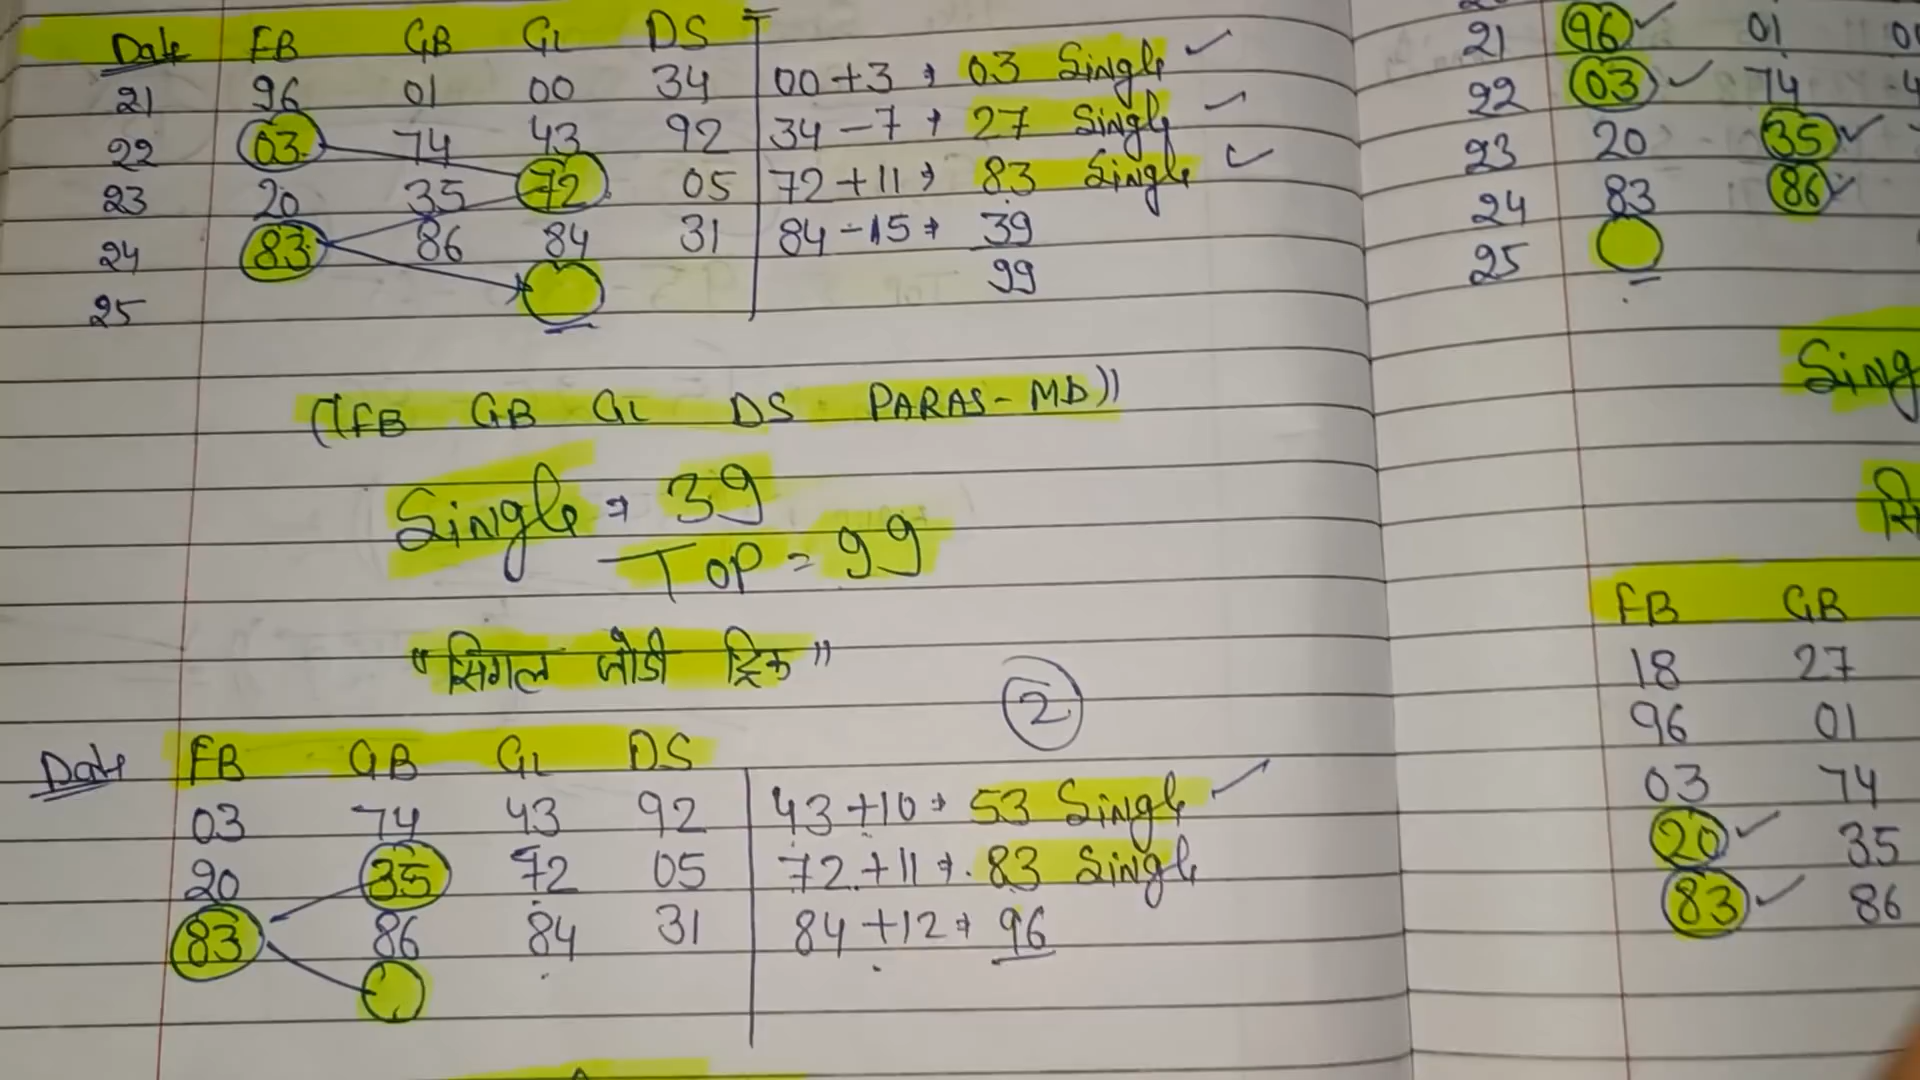 Date FB GB GL DS
21 96 01 00 34 00+3 → 03 Single ✓
22 03 74 43 92 34-7 → 27 Single ✓
23 20 35 72 05 72+11 → 83 Single ✓
24 83 86 84 31 84-15 → 39
25 99
((FB GB GL DS PARAS-MD))
Single → 39
TOP = 99
"सिगल जोडी ट्रिक"
2
Date FB GB GL DS
03 74 43 92 43+10 → 53 Single ✓
20 35 72 05 72+11 → 83 Single
83 86 84 31 84+12 → 96
21 96 ✓ 01
22 03 ✓ 74
23 20 35 ✓
24 83 86 ✓
25
FB GB
18 27
96 01
03 74
20 ✓ 35
83 ✓ 86